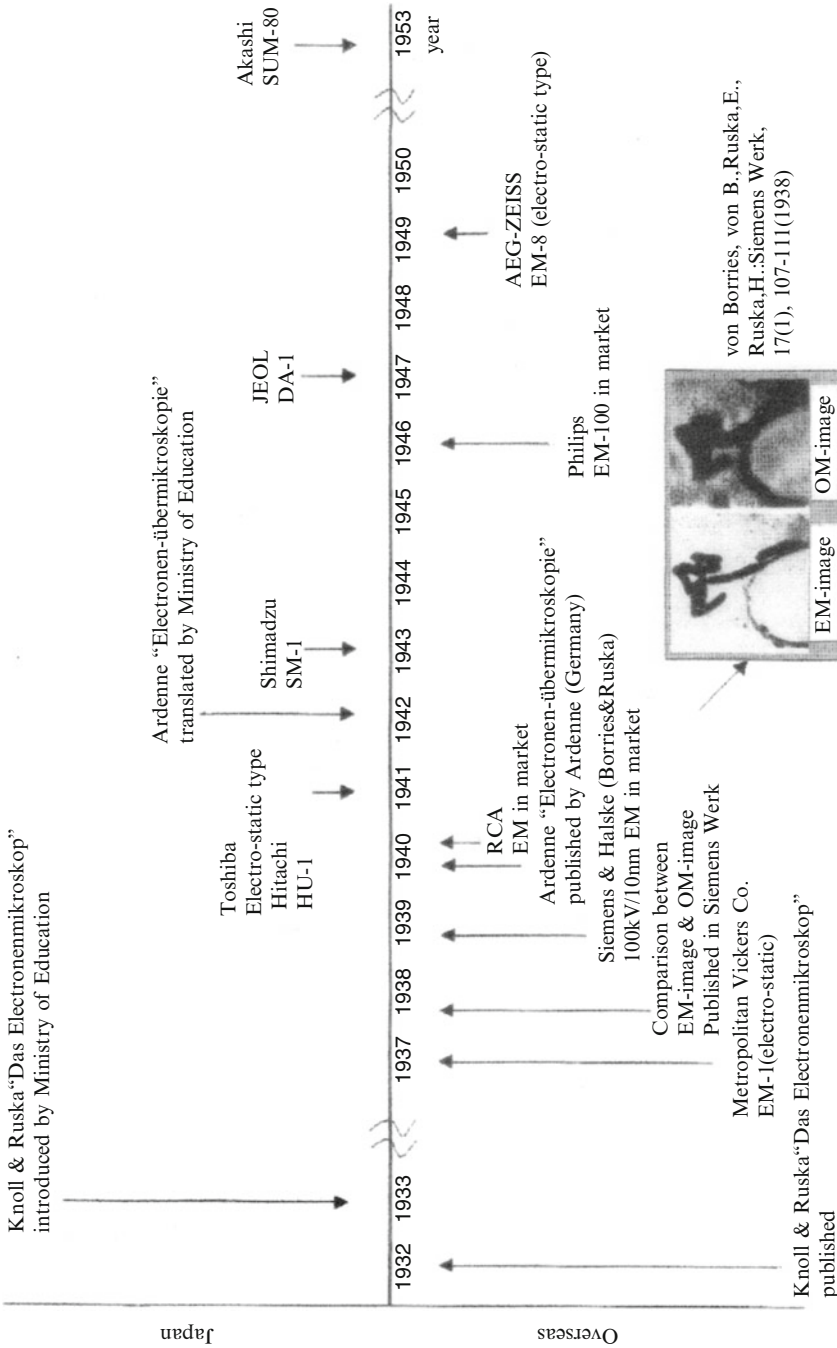 Japan
Knoll & Ruska“Das Electronenmikroskop”
introduced by Ministry of Education
Toshiba
Electro-static type
Hitachi
HU-1
Ardenne “Electronen-übermikroskopie”
translated by Ministry of Education
Shimadzu
SM-1
JEOL
DA-1
Akashi
SUM-80
1932
1933
1937
1938
1939
1940
1941
1942
1943
1944
1945
1946
1947
1948
1949
1950
1953
year
Overseas
Knoll & Ruska“Das Electronenmikroskop”
published
Metropolitan Vickers Co.
EM-1(electro-static)
Comparison between
EM-image & OM-image
Published in Siemens Werk
Siemens & Halske (Borries&Ruska)
100kV/10nm EM in market
Ardenne “Electronen-übermikroskopie”
published by Ardenne (Germany)
RCA
EM in market
Philips
EM-100 in market
AEG-ZEISS
EM-8 (electro-static type)
EM-image
OM-image
von Borries, von B.,Ruska,E.,
Ruska,H.:Siemens Werk,
17(1), 107-111(1938)